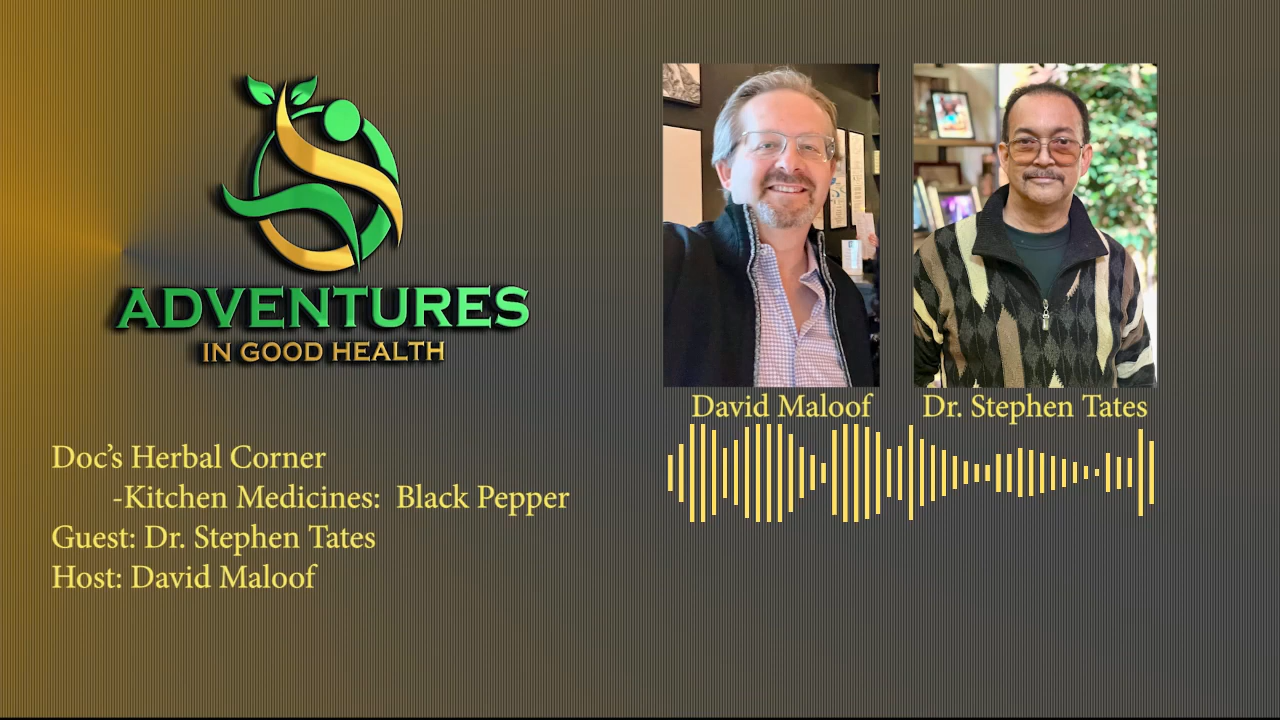 ADVENTURES
IN GOOD HEALTH
Doc’s Herbal Corner
-Kitchen Medicines:  Black Pepper
Guest: Dr. Stephen Tates
Host: David Maloof
David Maloof
Dr. Stephen Tates